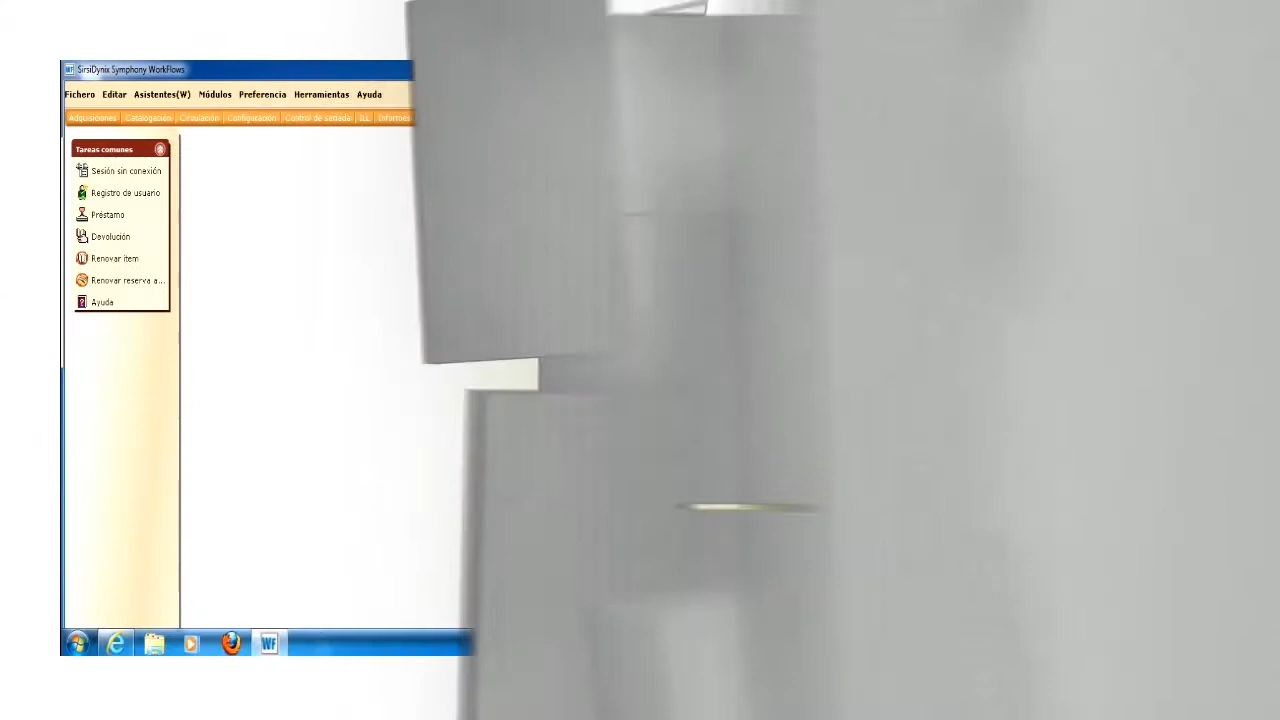 SirsiDynix Symphony WorkFlows
Fichero Editar Asistentes(W) Módulos Preferencia Herramientas Ayuda
Adquisiciones Catalogación Circulación Configuración Control de seriada ILL Informes
Tareas comunes
Sesión sin conexión
Registro de usuario
Préstamo
Devolución
Renovar ítem
Renovar reserva a...
Ayuda
WF